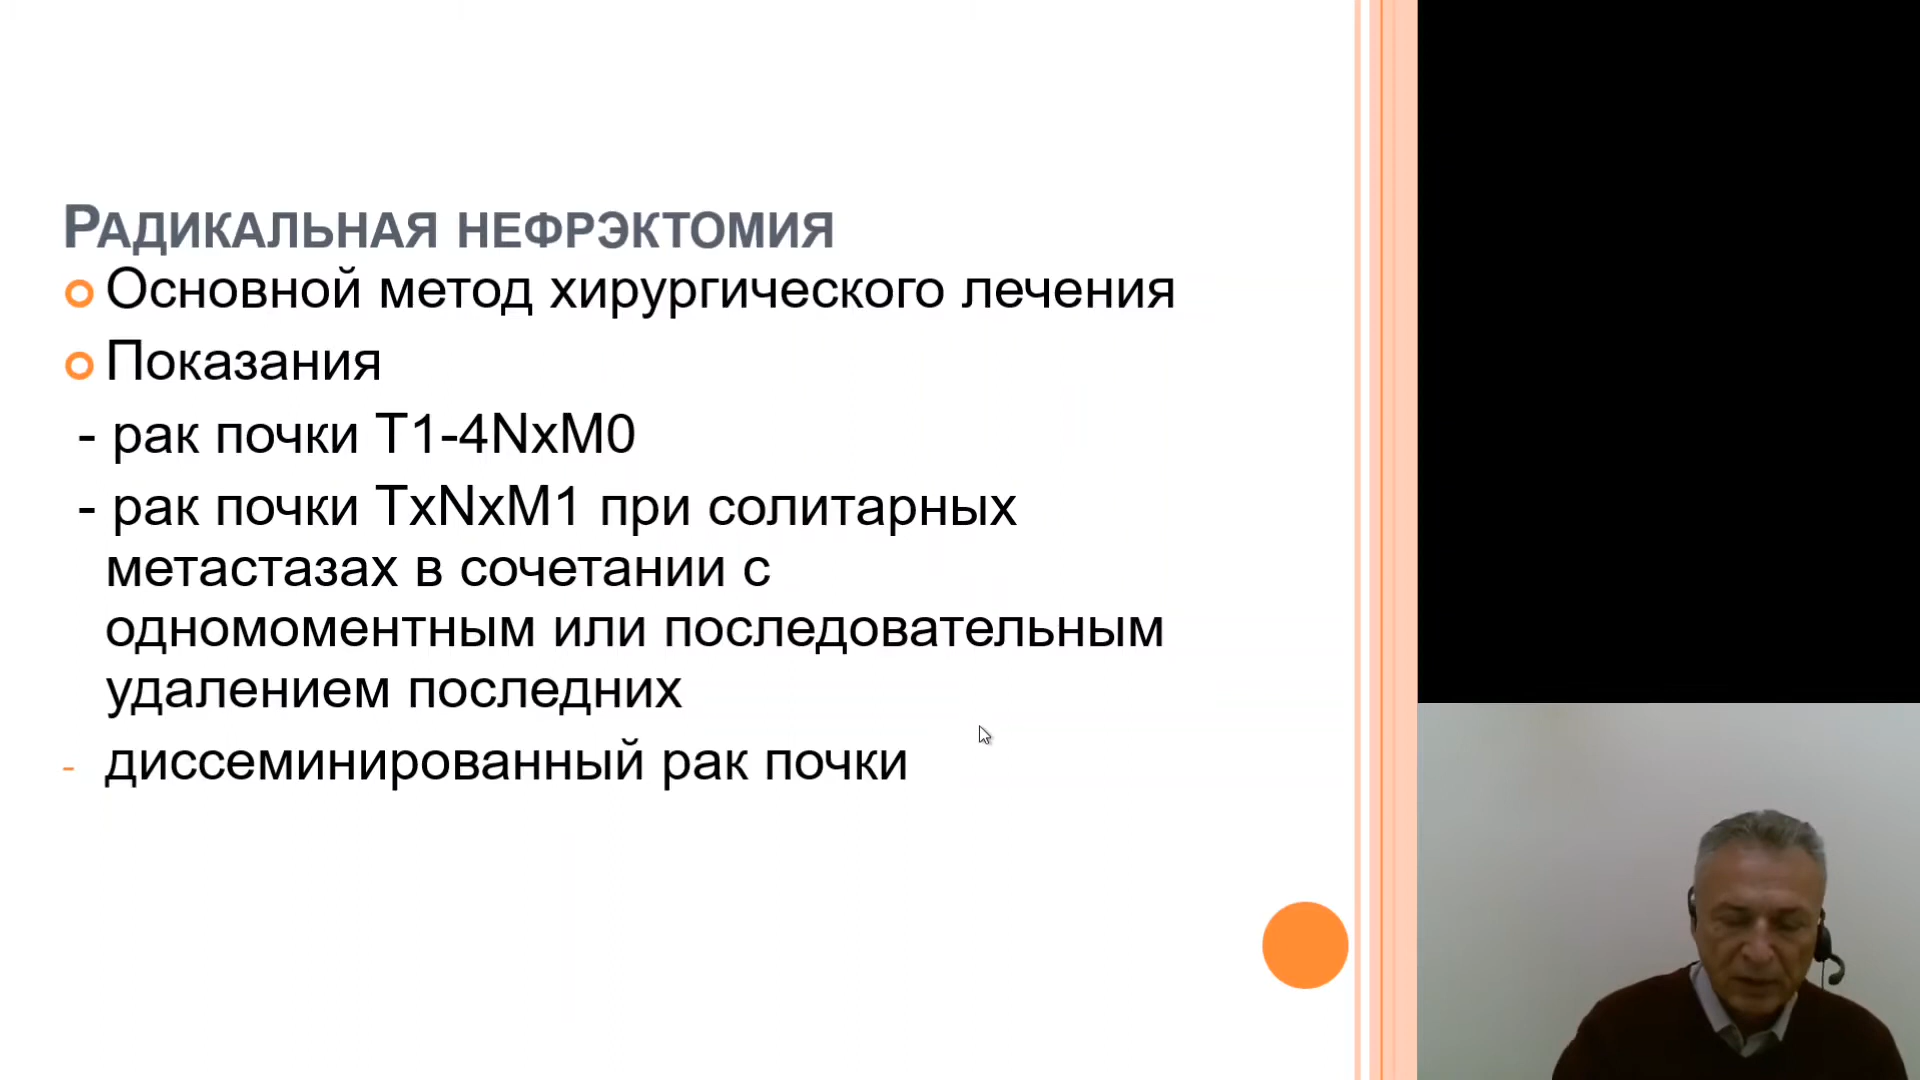 РАДИКАЛЬНАЯ НЕФРЭКТОМИЯ
Основной метод хирургического лечения
Показания
- рак почки T1-4NxM0
- рак почки TxNxM1 при солитарных
метастазах в сочетании с
одномоментным или последовательным
удалением последних
- диссеминированный рак почки